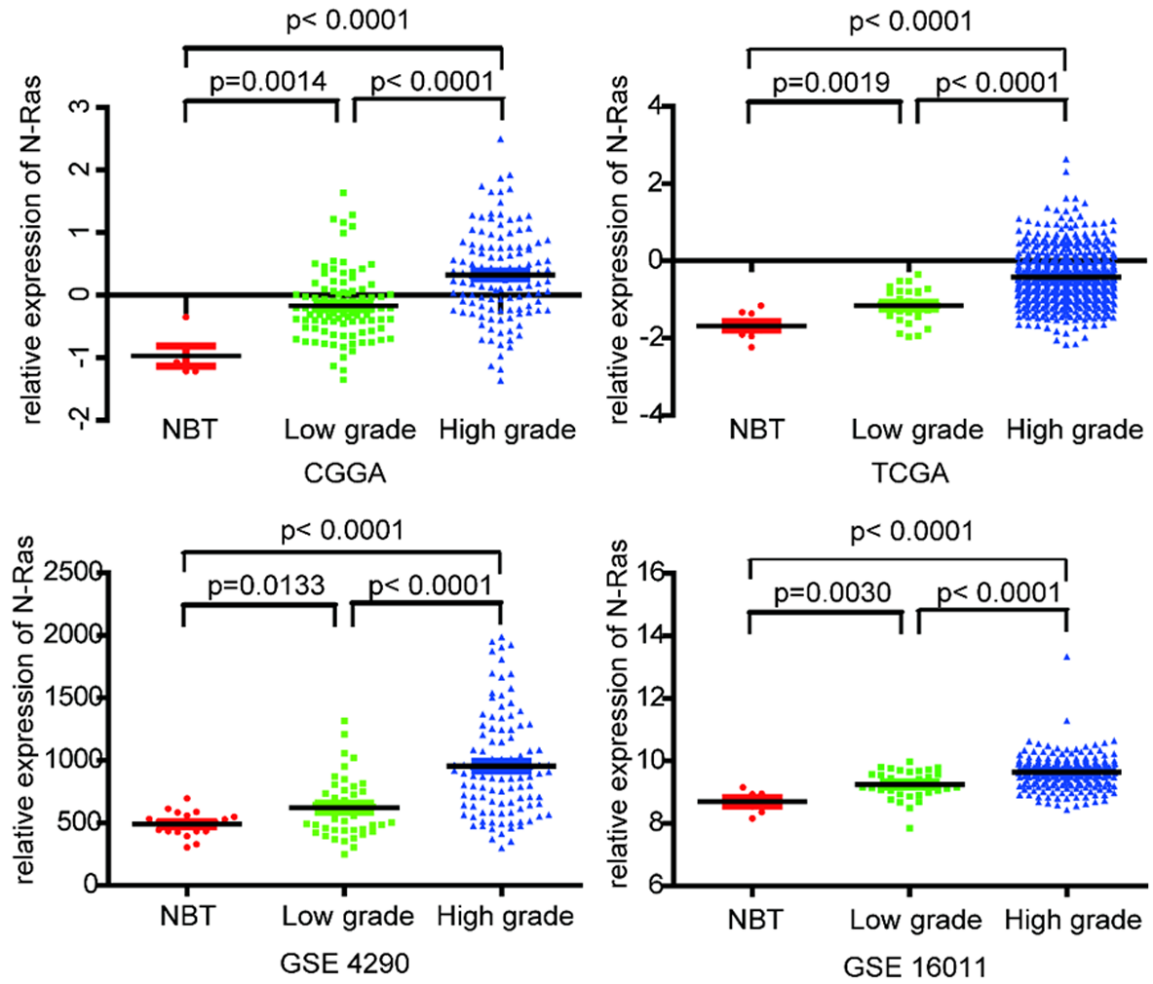 p< 0.0001
p=0.0014 p< 0.0001
relative expression of N-Ras
3
2
1
0
-1
-2
NBT Low grade High grade
CGGA
p< 0.0001
p=0.0019 p< 0.0001
relative expression of N-Ras
4
2
0
-2
-4
NBT Low grade High grade
TCGA
p< 0.0001
p=0.0133 p< 0.0001
relative expression of N-Ras
2500
2000
1500
1000
500
0
NBT Low grade High grade
GSE 4290
p< 0.0001
p=0.0030 p< 0.0001
relative expression of N-Ras
16
14
12
10
8
6
NBT Low grade High grade
GSE 16011